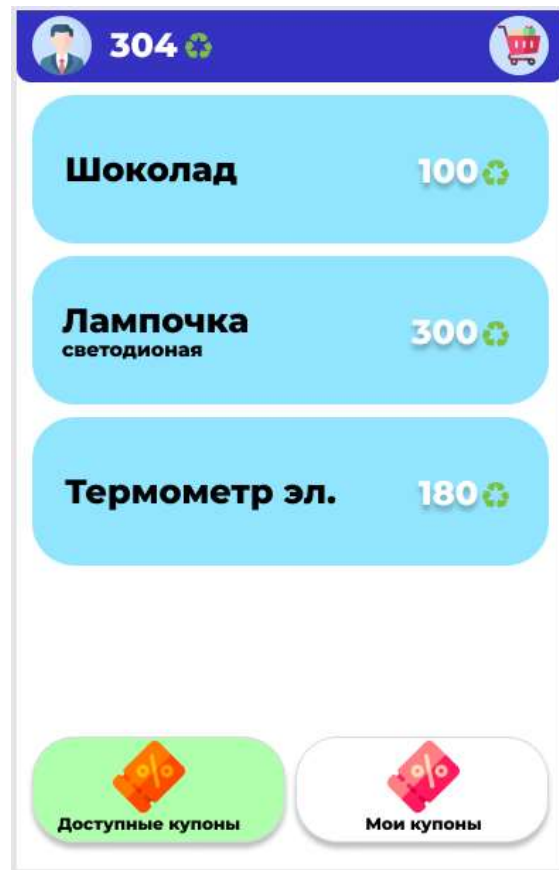 304
Шоколад
100
Лампочка
светодионая
300
Термометр эл.
180
Доступные купоны
Мои купоны